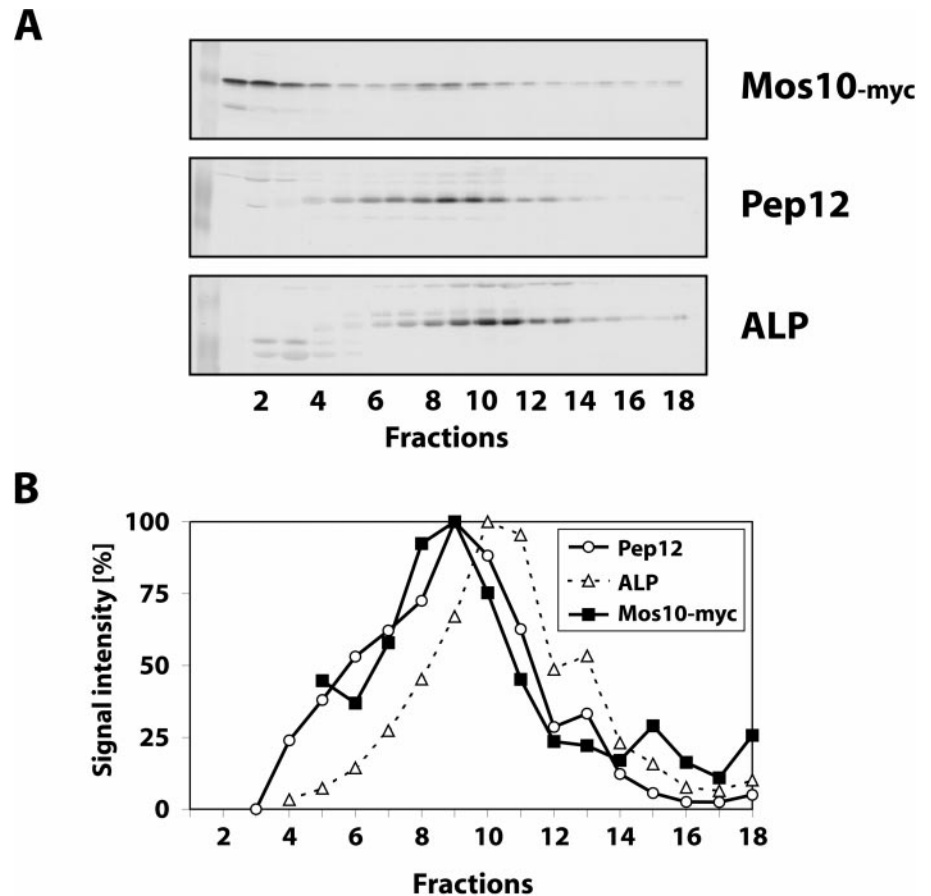 A
Mos10-myc
Pep12
ALP
2 4 6 8 10 12 14 16 18
Fractions
B
Signal intensity [%]
100
75
50
25
0
Pep12
ALP
Mos10-myc
2 4 6 8 10 12 14 16 18
Fractions